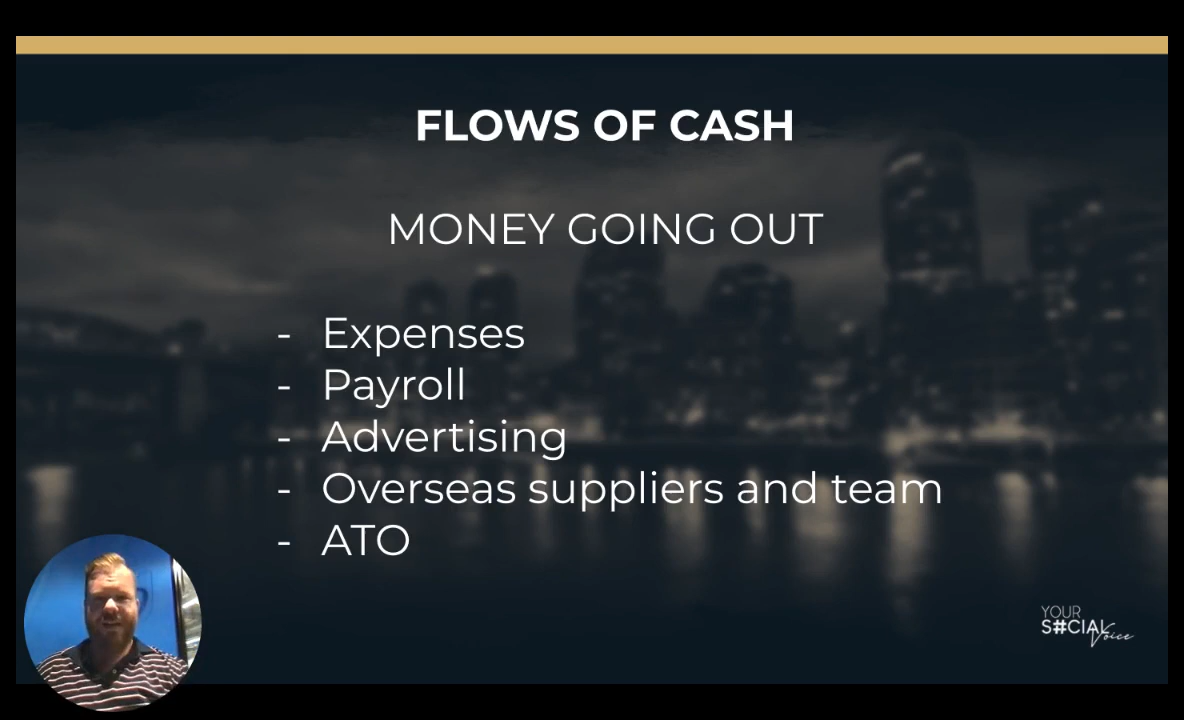 FLOWS OF CASH
MONEY GOING OUT
- Expenses
- Payroll
- Advertising
- Overseas suppliers and team
- ATO
YOUR
S#CIAL
Voice